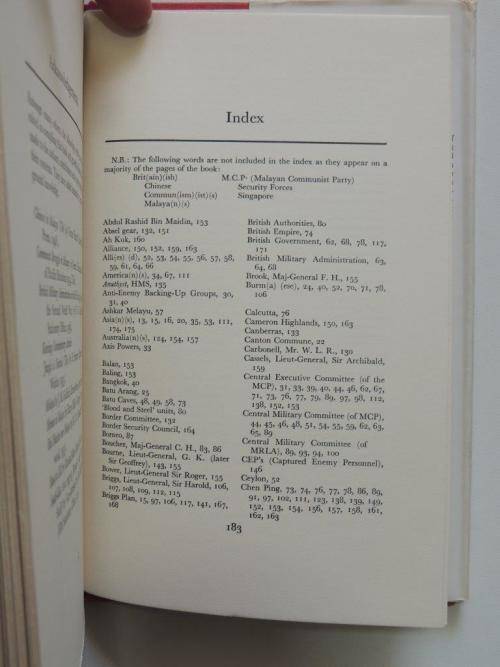 Index
N.B.: The following words are not included in the index as they appear on a
majority of the pages of the book:
Brit(ain)(ish)
M.C.P. (Malayan Communist Party)
Chinese
Security Forces
Commun(ism)(ist)(s)
Singapore
Malaya(n)(s)
Abdul Rashid Bin Maidin, 153
Absel gear, 132, 151
Ah Kok, 160
Alliance, 150, 152, 159, 163
Alli(es) (d), 52, 53, 54, 55, 56, 57, 58,
59, 61, 64, 66
America(n)(s), 34, 67, 111
Amethyst, HMS, 135
Anti-Enemy Backing-Up Groups, 30,
31, 40
Ashkar Melayu, 57
Asia(n)(s), 13, 15, 16, 20, 35, 53, 111,
174, 175
Australia(n)(s), 124, 154, 157
Axis Powers, 33
Balan, 153
Baling, 153
Bangkok, 40
Batu Arang, 25
Batu Caves, 48, 49, 58, 73
'Blood and Steel' units, 80
Border Committee, 132
Border Security Council, 164
Borneo, 87
Boucher, Maj-General C. H., 83, 86
Bourne, Lieut-General, G. K. (later
Sir Geoffrey), 143, 155
Bower, Lieut-General Sir Roger, 155
Briggs, Lieut-General, Sir Harold, 106,
107, 108, 109, 112, 115
Briggs Plan, 15, 97, 106, 117, 141, 167,
168
British Authorities, 80
British Empire, 74
British Government, 62, 68, 78, 117,
171
British Military Administration, 63,
64, 68
Brook, Maj-General F. H., 155
Burm(a) (ese), 24, 40, 52, 70, 71, 78,
106
Calcutta, 76
Cameron Highlands, 150, 163
Canberras, 133
Canton Commune, 22
Carbonell, Mr. W. L. R., 130
Cassels, Lieut-General, Sir Archibald,
159
Central Executive Committee (of the
MCP), 31, 33, 39, 40, 44, 46, 62, 67,
71, 73, 76, 77, 79, 89, 97, 98, 112,
138, 152, 153
Central Military Committee (of MCP),
44, 45, 46, 48, 51, 54, 55, 59, 62, 63,
65, 89
Central Military Committee (of
MRLA), 89, 93, 94, 100
CEP's (Captured Enemy Personnel),
146
Ceylon, 52
Chen Ping, 73, 74, 76, 77, 78, 86, 89,
91, 97, 102, 111, 123, 138, 139, 149,
152, 153, 154, 156, 157, 158, 161,
162, 163
183